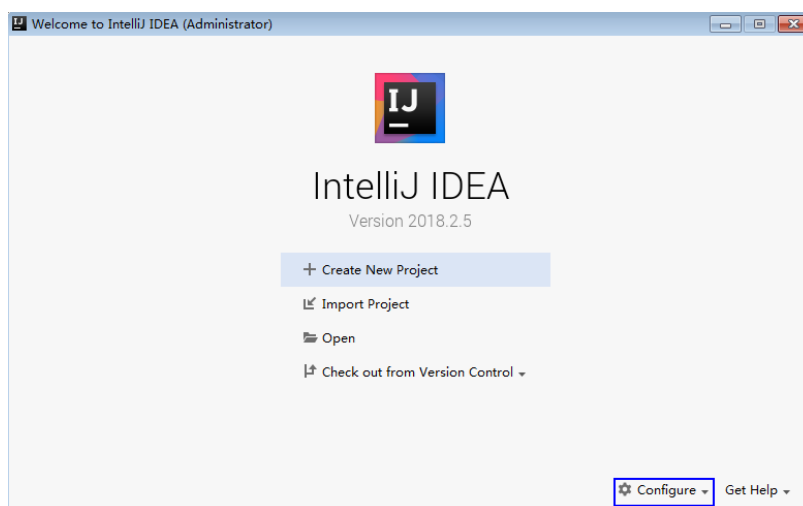 Welcome to IntelliJ IDEA (Administrator)
IJ
IntelliJ IDEA
Version 2018.2.5
Create New Project
Import Project
Open
Check out from Version Control
Configure Get Help